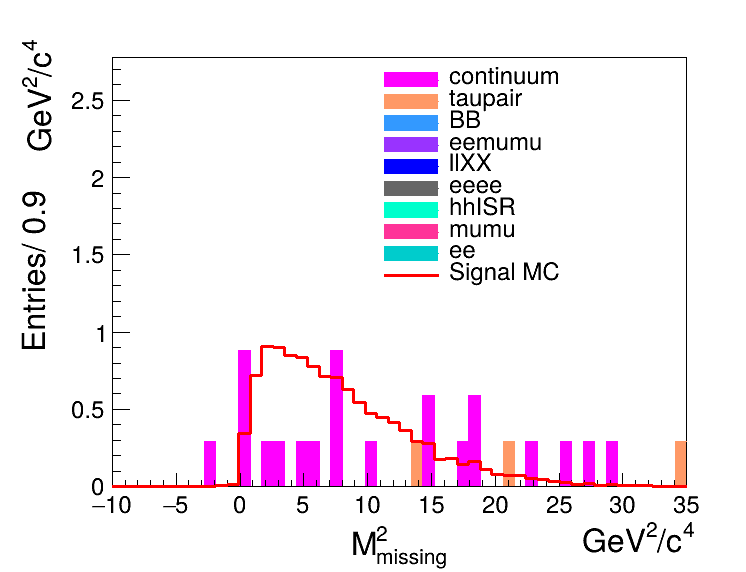 continuum
taupair
BB
eemumu
llXX
eeee
hhISR
mumu
ee
Signal MC
Entries/ 0.9 GeV²/c⁴
2.5
2
1.5
1
0.5
0
−10 −5 0 5 10 15 20 25 30 35
M²missing
GeV²/c⁴